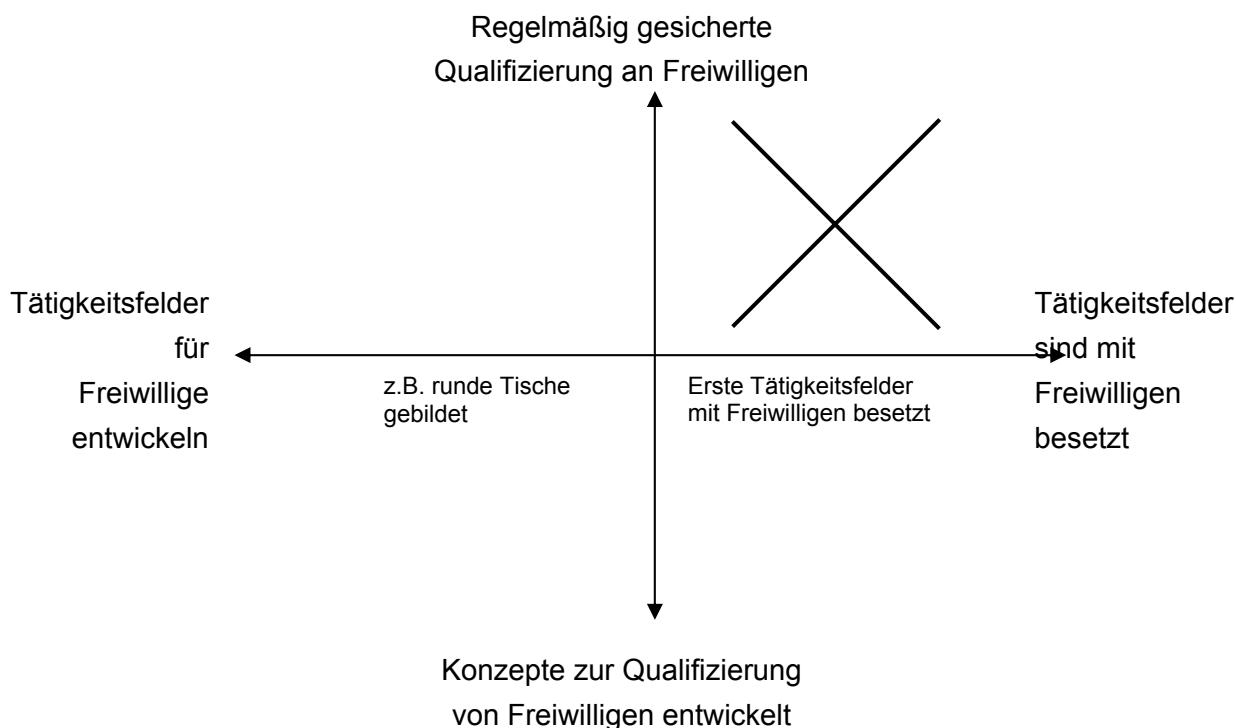 Regelmäßig gesicherte
Qualifizierung an Freiwilligen
Tätigkeitsfelder
für
Freiwillige
entwickeln
z.B. runde Tische
gebildet
Erste Tätigkeitsfelder
mit Freiwilligen besetzt
Tätigkeitsfelder
sind mit
Freiwilligen
besetzt
Konzepte zur Qualifizierung
von Freiwilligen entwickelt